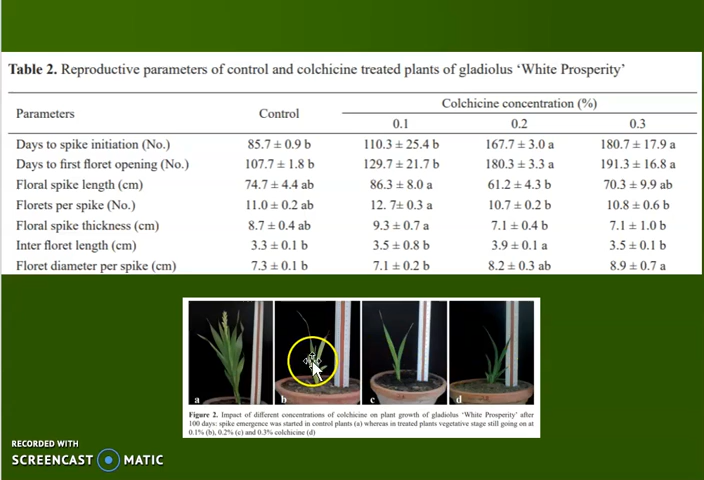 Table 2. Reproductive parameters of control and colchicine treated plants of gladiolus ‘White Prosperity’
Parameters Control Colchicine concentration (%)
0.1 0.2 0.3
Days to spike initiation (No.) 85.7 ± 0.9 b 110.3 ± 25.4 b 167.7 ± 3.0 a 180.7 ± 17.9 a
Days to first floret opening (No.) 107.7 ± 1.8 b 129.7 ± 21.7 b 180.3 ± 3.3 a 191.3 ± 16.8 a
Floral spike length (cm) 74.7 ± 4.4 ab 86.3 ± 8.0 a 61.2 ± 4.3 b 70.3 ± 9.9 ab
Florets per spike (No.) 11.0 ± 0.2 ab 12. 7± 0.3 a 10.7 ± 0.2 b 10.8 ± 0.6 b
Floral spike thickness (cm) 8.7 ± 0.4 ab 9.3 ± 0.7 a 7.1 ± 0.4 b 7.1 ± 1.0 b
Inter floret length (cm) 3.3 ± 0.1 b 3.5 ± 0.8 b 3.9 ± 0.1 a 3.5 ± 0.1 b
Floret diameter per spike (cm) 7.3 ± 0.1 b 7.1 ± 0.2 b 8.2 ± 0.3 ab 8.9 ± 0.7 a
a b c d
Figure 2. Impact of different concentrations of colchicine on plant growth of gladiolus ‘White Prosperity’ after
100 days: spike emergence was started in control plants (a) whereas in treated plants vegetative stage still going on at
0.1% (b), 0.2% (c) and 0.3% colchicine (d)
RECORDED WITH
SCREENCAST MATIC